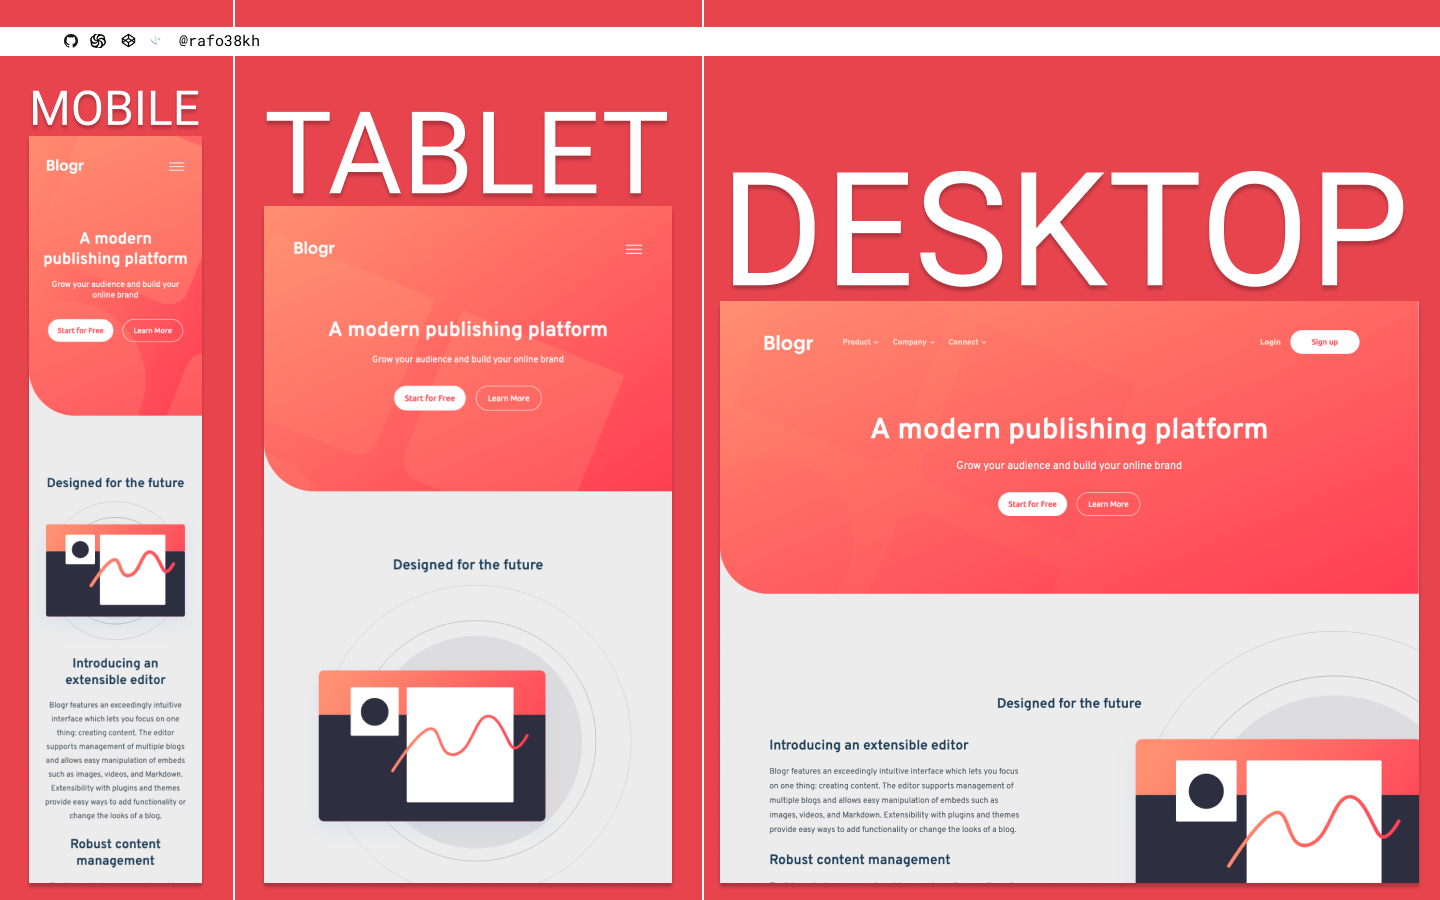 @rafo38kh
MOBILE
Blogr
A modern
publishing platform
Grow your audience and build your
online brand
Start for Free
Learn More
Designed for the future
Introducing an
extensible editor
Blogr features an exceedingly intuitive
interface which lets you focus on one
thing: creating content. The editor
supports management of multiple blogs
and allows easy manipulation of embeds
such as images, videos, and Markdown.
Extensibility with plugins and themes
provide easy ways to add functionality or
change the looks of a blog.
Robust content
management
TABLET
Blogr
A modern publishing platform
Grow your audience and build your online brand
Start for Free
Learn More
Designed for the future
DESKTOP
Blogr
Product
Company
Connect
Login
Sign up
A modern publishing platform
Grow your audience and build your online brand
Start for Free
Learn More
Designed for the future
Introducing an extensible editor
Blogr features an exceedingly intuitive interface which lets you focus
on one thing: creating content. The editor supports management of
multiple blogs and allows easy manipulation of embeds such as
images, videos, and Markdown. Extensibility with plugins and themes
provide easy ways to add functionality or change the looks of a blog.
Robust content management